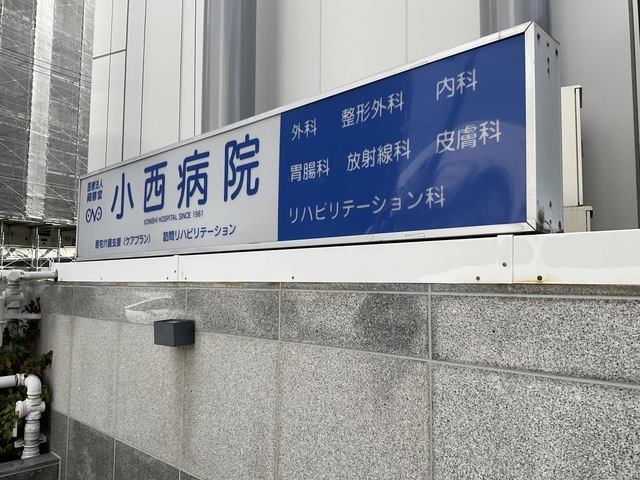 医療法人
小西病院
KONISHI HOSPITAL SINCE 1961
居宅介護支援(ケアプラン) 訪問リハビリテーション
外科 整形外科 内科
胃腸科 放射線科 皮膚科
リハビリテーション科